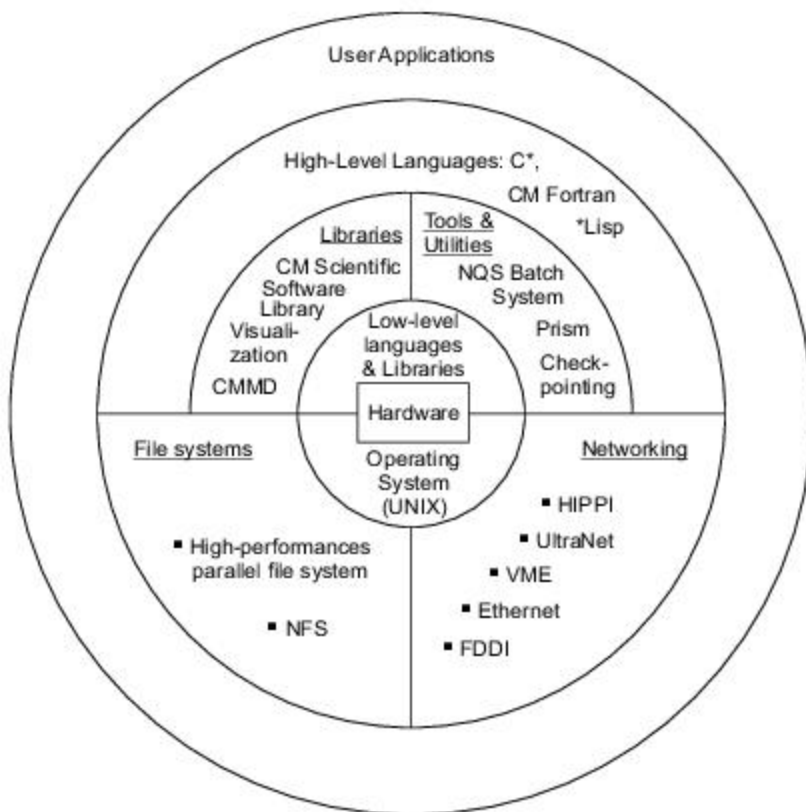 User Applications
High-Level Languages: C*,
CM Fortran
*Lisp
Libraries
CM Scientific
Software
Library
Visuali-
zation
CMMD
Tools &
Utilities
NQS Batch
System
Prism
Check-
pointing
Low-level
languages
& Libraries
Hardware
Operating
System
(UNIX)
File systems
▪ High-performances
parallel file system
▪ NFS
Networking
▪ HIPPI
▪ UltraNet
▪ VME
▪ Ethernet
▪ FDDI